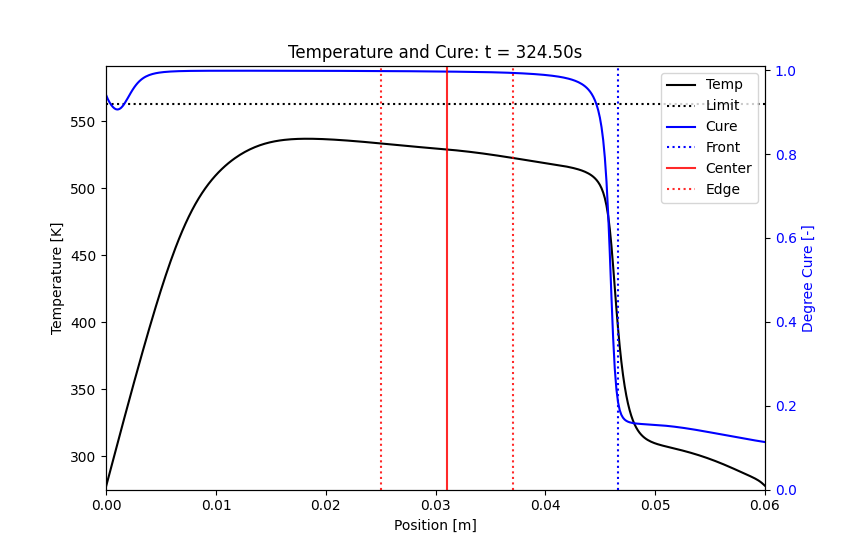 Temperature and Cure: t = 324.50s
Temperature [K]
550
500
450
400
350
300
1.0
0.8
0.6
0.4
0.2
0.0
Degree Cure [-]
Temp
Limit
Cure
Front
Center
Edge
0.00
0.01
0.02
0.03
0.04
0.05
0.06
Position [m]